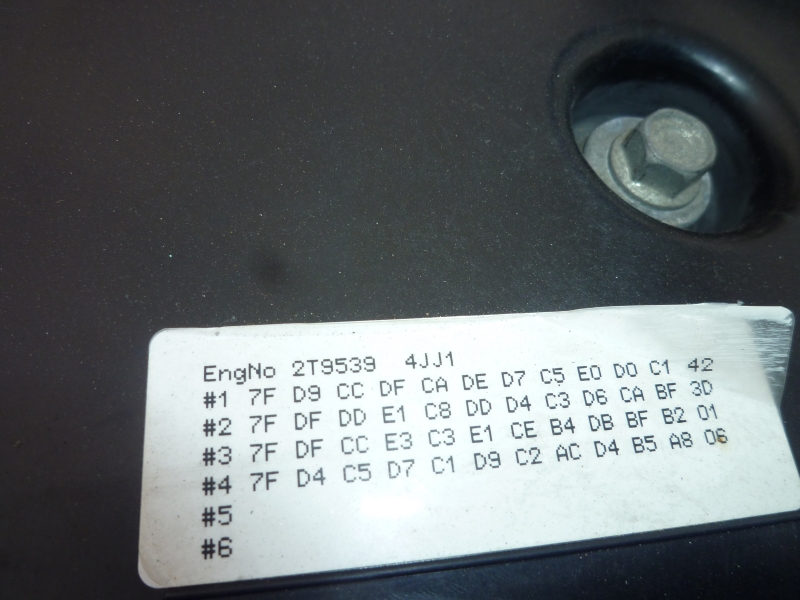 EngNo 2T9539 4JJ1
#1 7F D9 CC DF CA DE D7 C5 E0 D0 C1 42
#2 7F DF DD E1 C8 DD D4 C3 D6 CA BF 3D
#3 7F DF CC E3 C3 E1 CE B4 DB BF B2 01
#4 7F D4 C5 D7 C1 D9 C2 AC D4 B5 A8 06
#5
#6